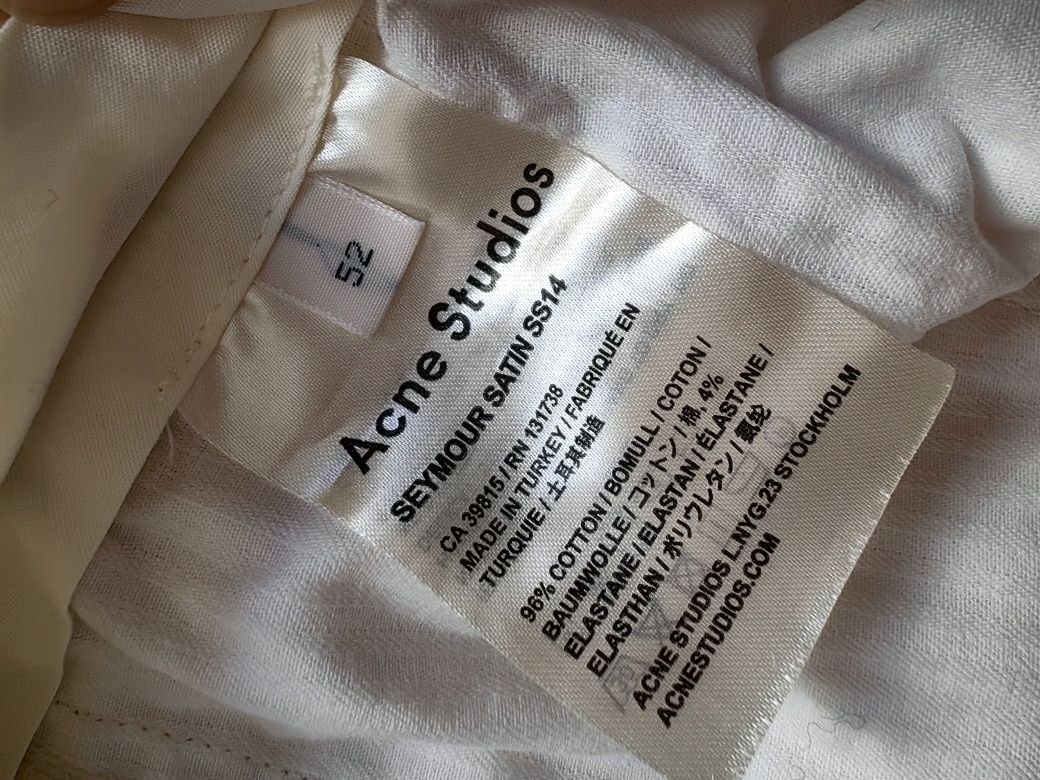 52
Acne Studios
SEYMOUR SATIN SS14
CA 39815 / RN 131738
MADE IN TURKEY / FABRIQUÉ EN
TURQUIE / 土耳其制造
96% COTTON / BOMULL / COTON /
BAUMWOLLE / コットン / 棉, 4%
ELASTANE / ELASTAN / ÉLASTANE /
ELASTHAN / ポリウレタン / 氨纶
ACNE STUDIOS L.NYG.23 STOCKHOLM
ACNESTUDIOS.COM